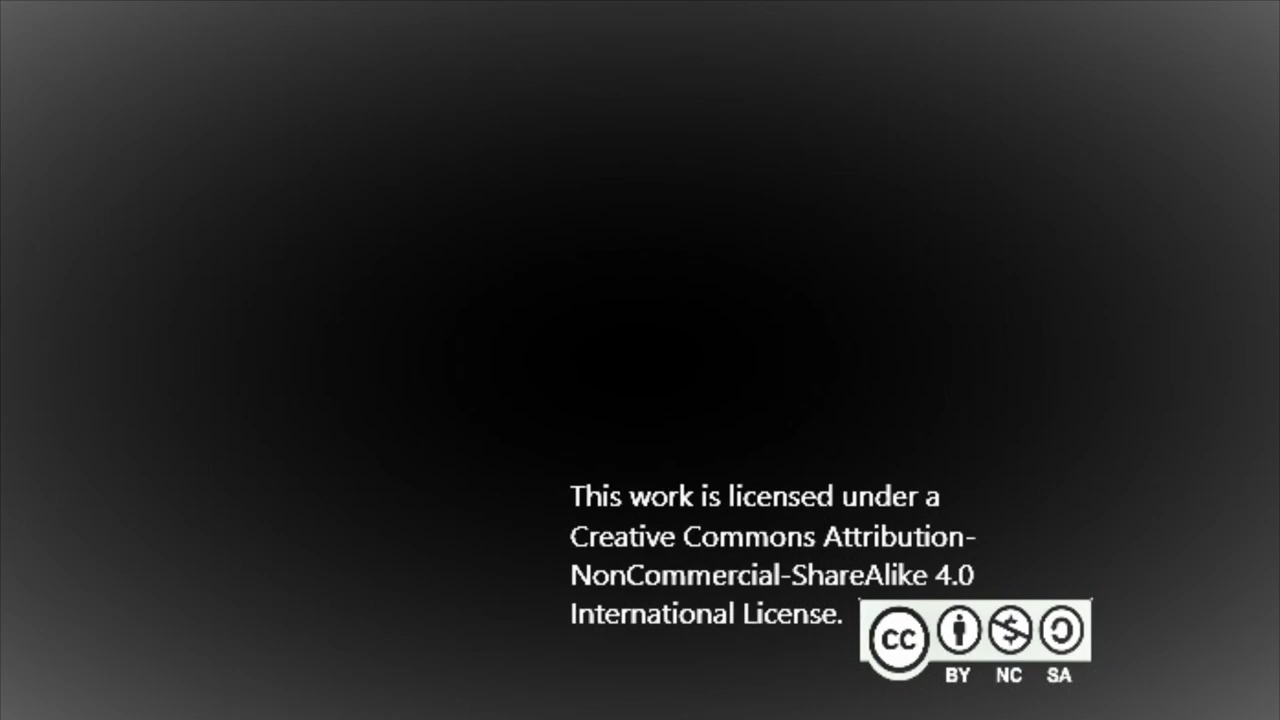 This work is licensed under a
Creative Commons Attribution-
NonCommercial-ShareAlike 4.0
International License.
CC
BY NC SA